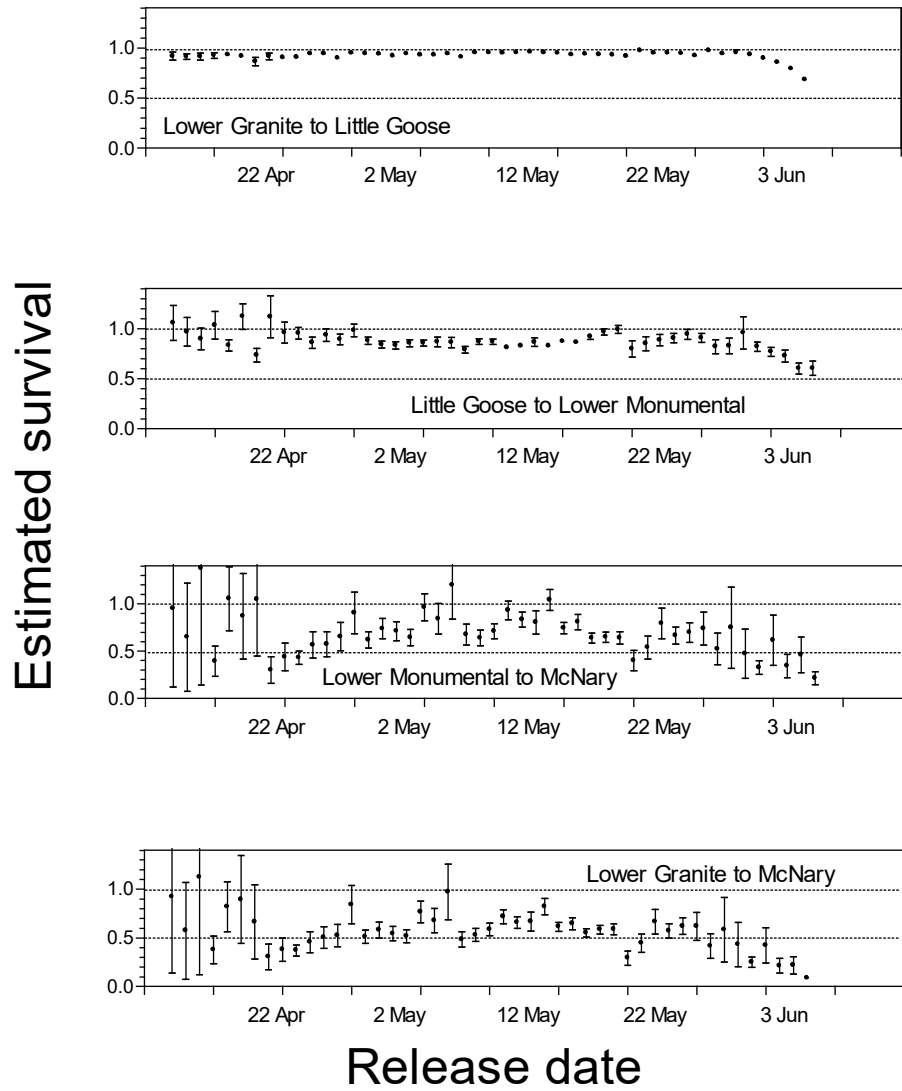 Estimated survival
1.0
0.5
0.0
Lower Granite to Little Goose
22 Apr 2 May 12 May 22 May 3 Jun
1.0
0.5
0.0
Little Goose to Lower Monumental
22 Apr 2 May 12 May 22 May 3 Jun
1.0
0.5
0.0
Lower Monumental to McNary
22 Apr 2 May 12 May 22 May 3 Jun
Lower Granite to McNary
1.0
0.5
0.0
22 Apr 2 May 12 May 22 May 3 Jun
Release date